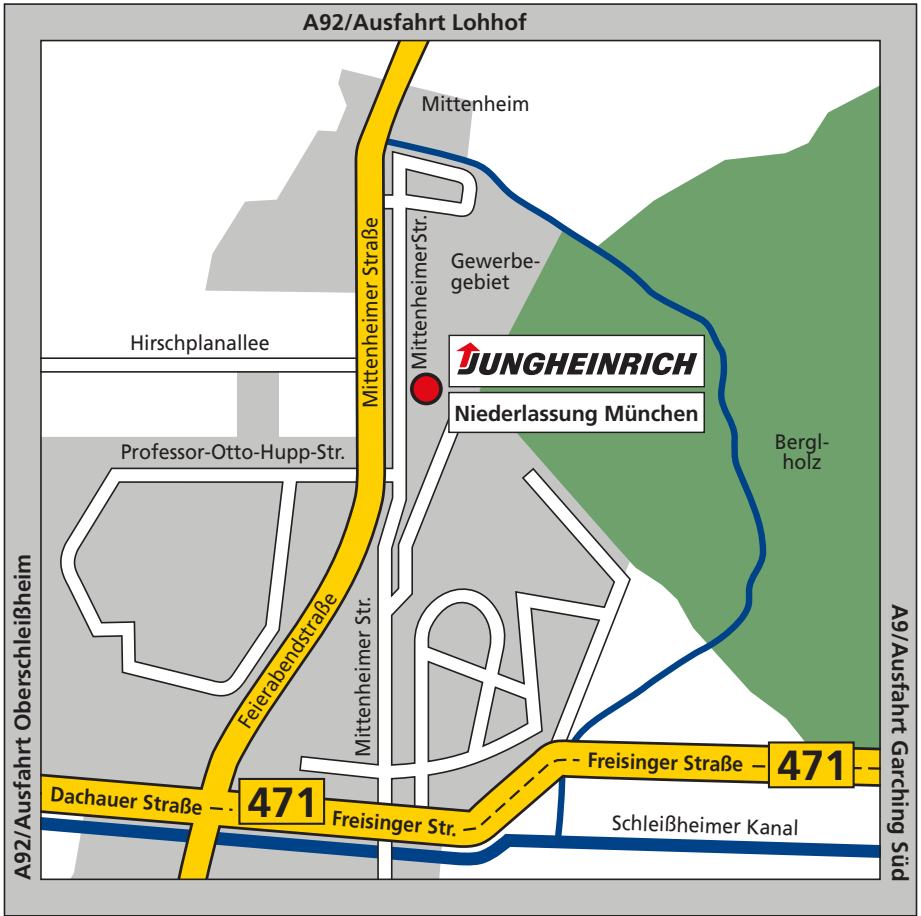 A92/Ausfahrt Lohhof
Mittenheim
Mittenheimer Straße
MittenheimerStr.
Gewerbe-
gebiet
Hirschplanallee
JUNGHEINRICH
Niederlassung München
Professor-Otto-Hupp-Str.
Bergl-
holz
A92/Ausfahrt Oberschleißheim
Feierabendstraße
Mittenheimer Str.
A9/Ausfahrt Garching Süd
Freisinger Straße
471
Dachauer Straße
471
Freisinger Str.
Schleißheimer Kanal